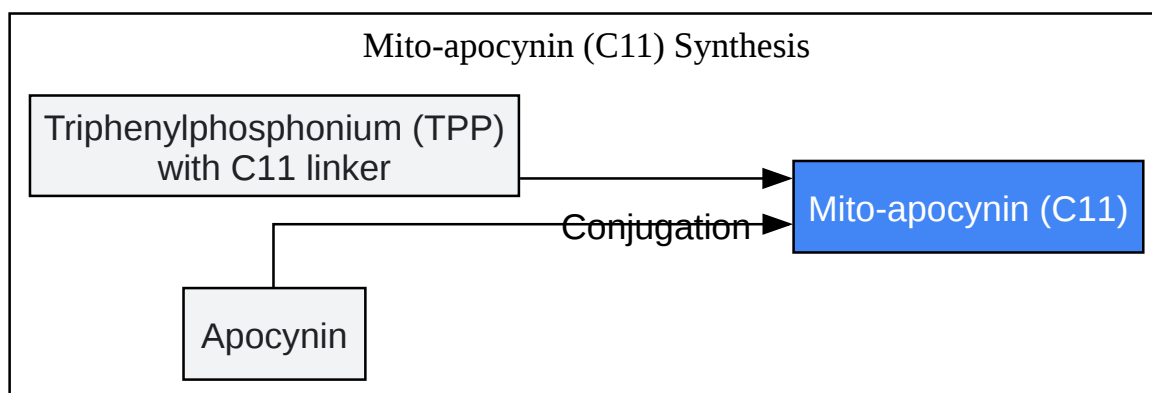 Mito-apocynin (C11) Synthesis
Triphenylphosphonium (TPP)
with C11 linker
Mito-apocynin (C11)
Conjugation
Apocynin